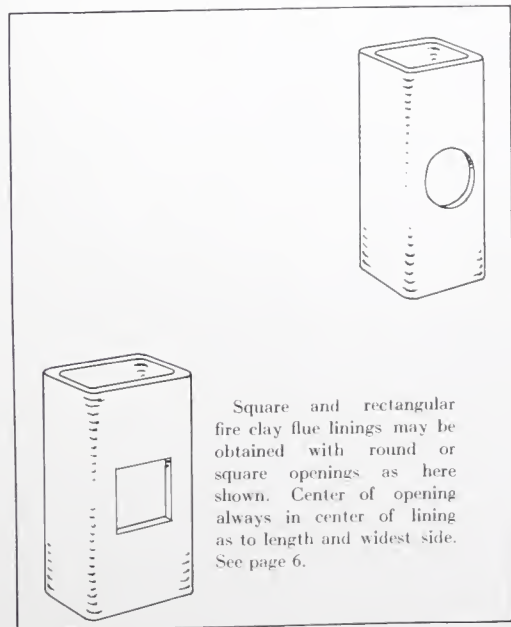 Square and rectangular
fire clay flue linings may be
obtained with round or
square openings as here
shown. Center of opening
always in center of lining
as to length and widest side.
See page 6.